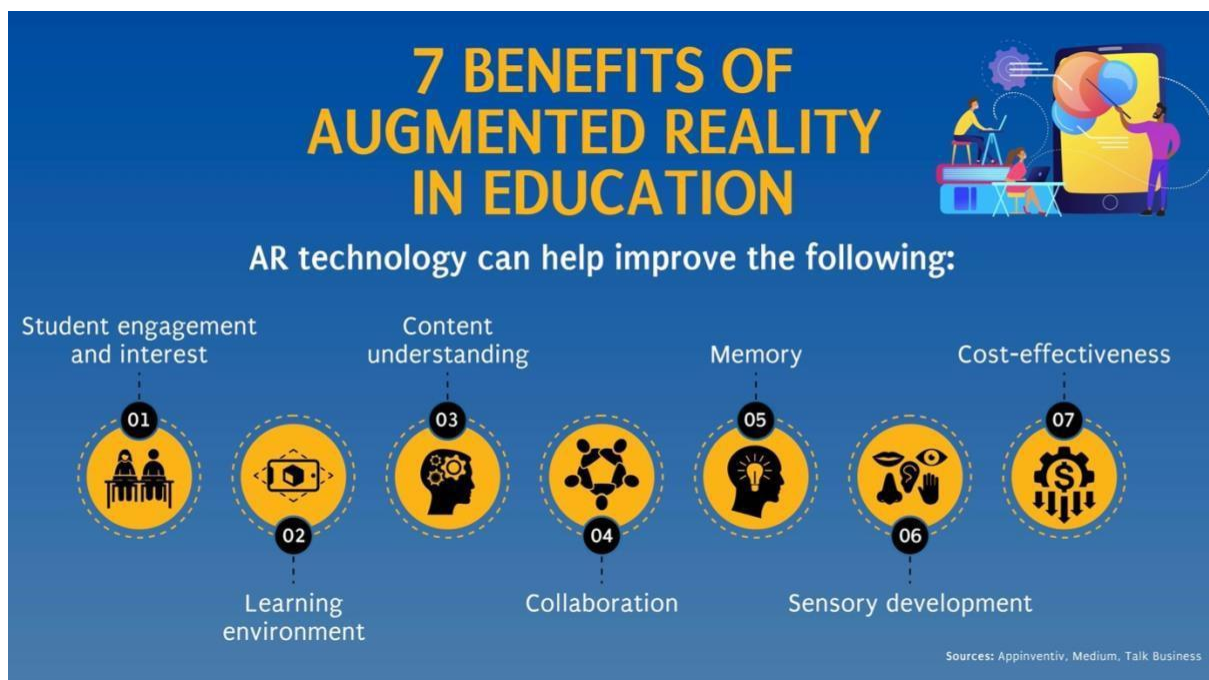 7 BENEFITS OF
AUGMENTED REALITY
IN EDUCATION
AR technology can help improve the following:
Student engagement
and interest
01
02
Learning
environment
Content
understanding
03
04
Collaboration
Memory
05
06
Sensory development
Cost-effectiveness
07
$
Sources: Appinventiv, Medium, Talk Business